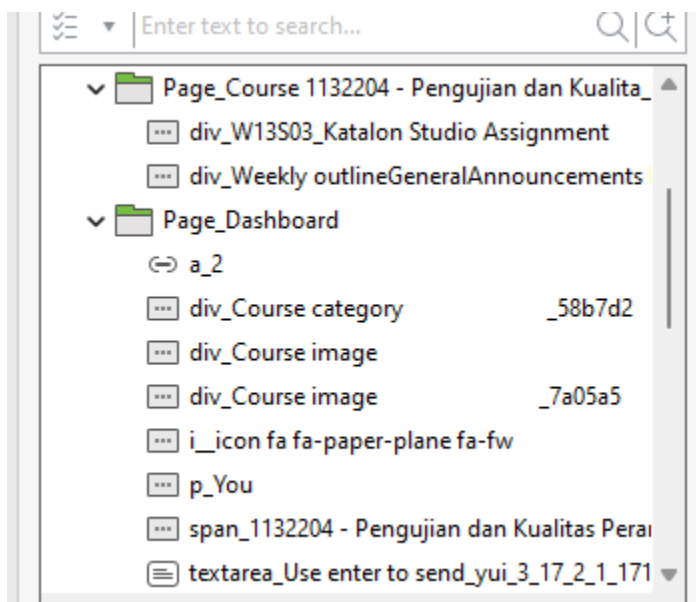 Enter text to search...
Page_Course 1132204 - Pengujian dan Kualita_
div_W13S03_Katalon Studio Assignment
div_Weekly outlineGeneralAnnouncements
Page_Dashboard
a_2
div_Course category _58b7d2
div_Course image
div_Course image _7a05a5
i__icon fa fa-paper-plane fa-fw
p_You
span_1132204 - Pengujian dan Kualitas Pera
textarea_Use enter to send_yui_3_17_2_1_171